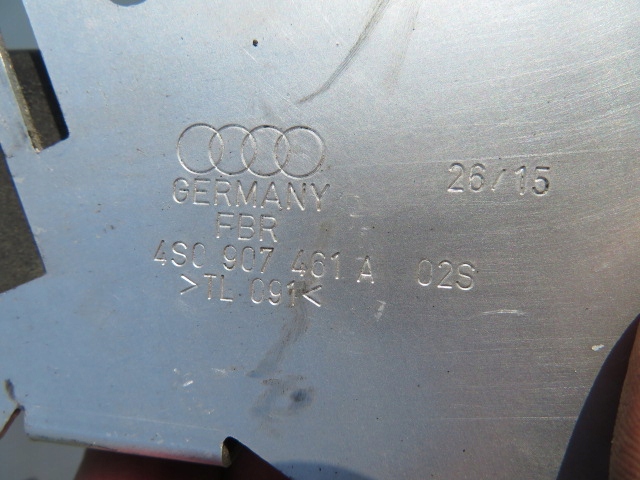 GERMANY
26/15
FBR
4S0 907 461 A 02S
>TL 091<